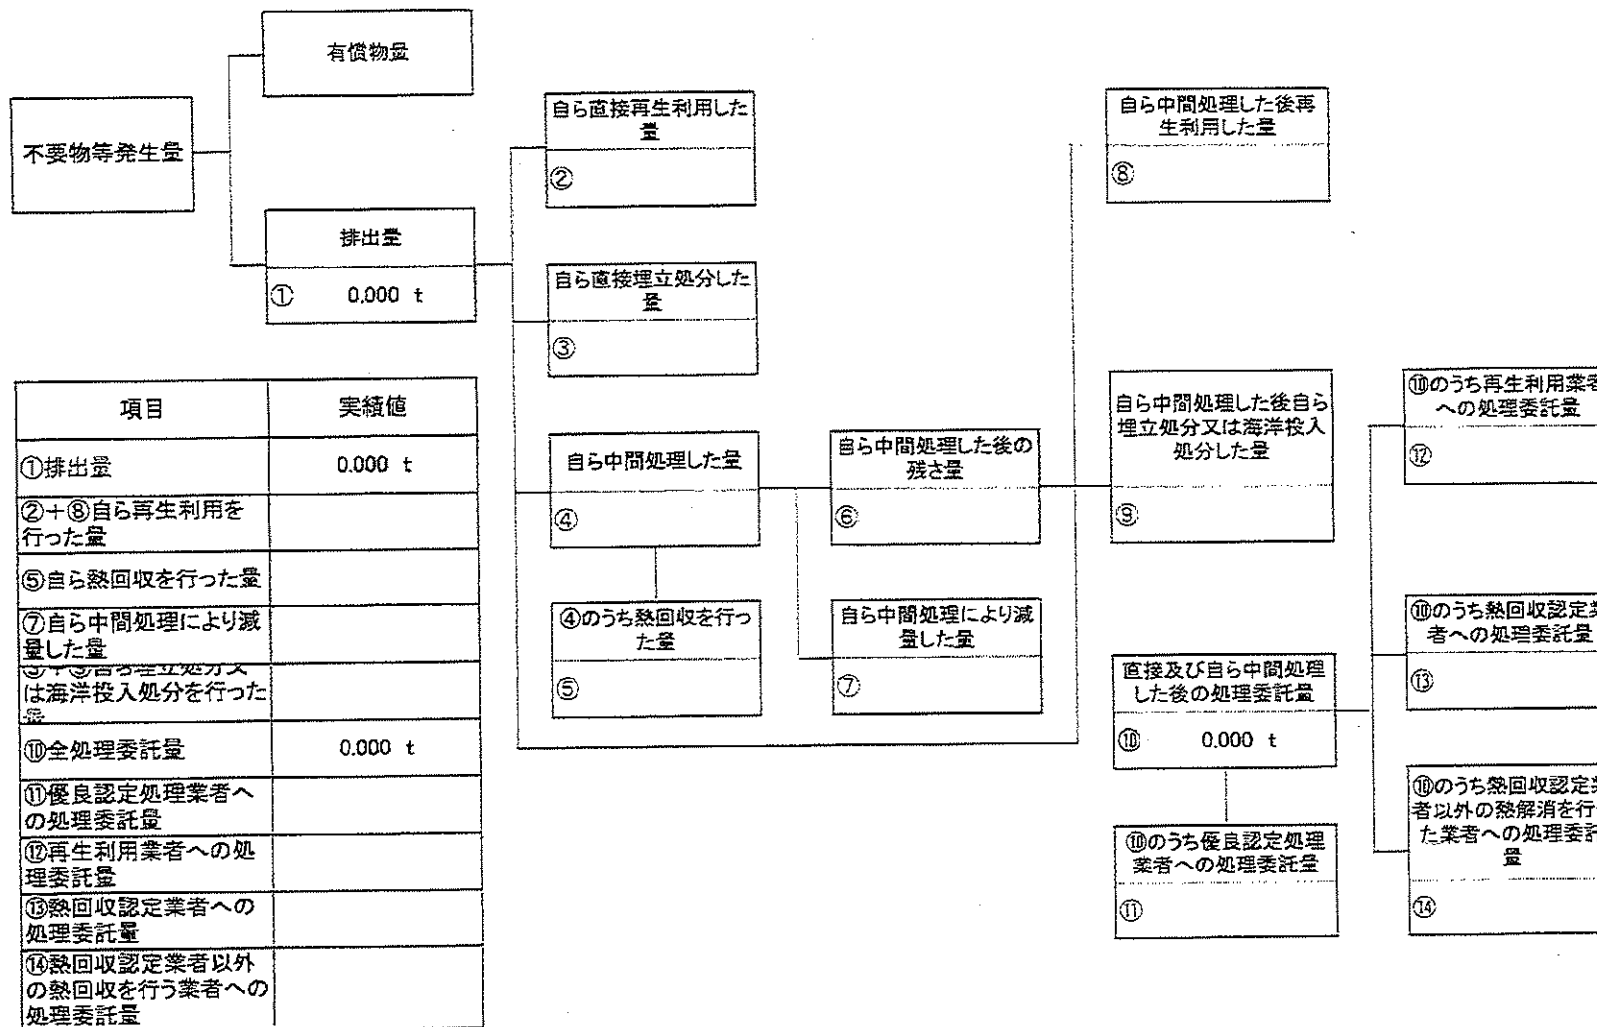 有償物量
不要物等発生量
排出量
① 0.000 t
自ら直接再生利用した
量
②
自ら直接埋立処分した
量
③
自ら中間処理した量
④
④のうち熱回収を行っ
た量
⑤
自ら中間処理した後の
残さ量
⑥
自ら中間処理により減
量した量
⑦
自ら中間処理した後再
生利用した量
⑧
自ら中間処理した後自ら
埋立処分又は海洋投入
処分した量
⑨
直接及び自ら中間処理
した後の処理委託量
⑩ 0.000 t
⑩のうち優良認定処理
業者への処理委託量
⑪
⑩のうち再生利用業者
への処理委託量
⑫
⑩のうち熱回収認定業
者への処理委託量
⑬
⑩のうち熱回収認定業
者以外の熱解消を行っ
た業者への処理委託
量
⑭
項目 実績値
①排出量 0.000 t
②+⑧自ら再生利用を
行った量
⑤自ら熱回収を行った量
⑦自ら中間処理により減
量した量
自ら埋立処分又
は海洋投入処分を行った
量
⑩全処理委託量 0.000 t
⑪優良認定処理業者へ
の処理委託量
⑫再生利用業者への処
理委託量
⑬熱回収認定業者への
処理委託量
⑭熱回収認定業者以外
の熱回収を行う業者への
処理委託量